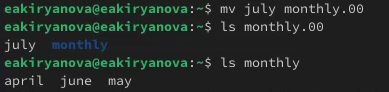 eakiryanova@eakiryanova:~$ mv july monthly.00
eakiryanova@eakiryanova:~$ ls monthly.00
july  monthly
eakiryanova@eakiryanova:~$ ls monthly
april  june  may